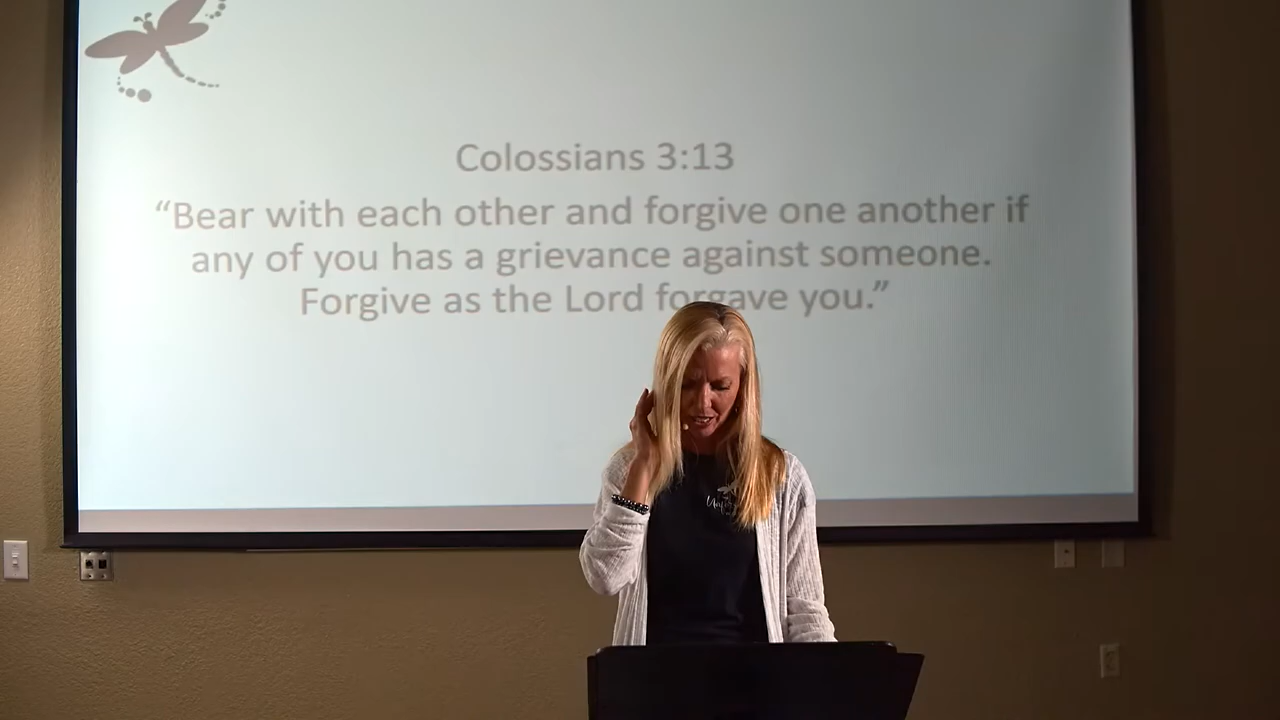 Colossians 3:13
“Bear with each other and forgive one another if
any of you has a grievance against someone.
Forgive as the Lord forgave you.”